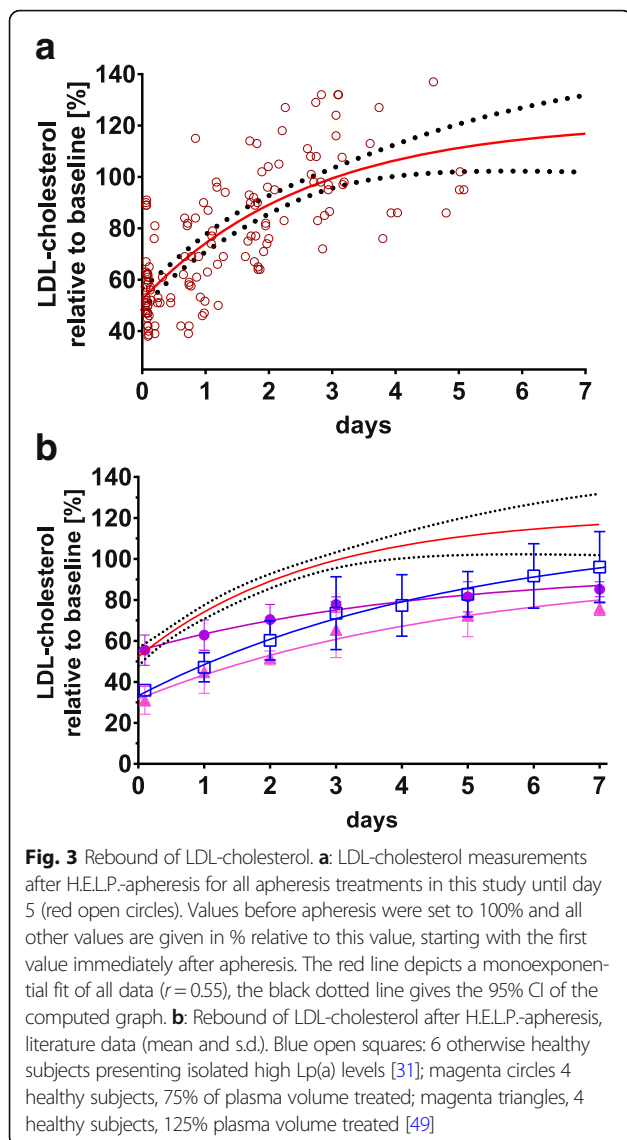 a
140
120
100
80
60
40
LDL-cholesterol
relative to baseline [%]
0 1 2 3 4 5 6 7
days
b
140
120
100
80
60
40
20
0
LDL-cholesterol
relative to baseline [%]
0 1 2 3 4 5 6 7
days
Fig. 3 Rebound of LDL-cholesterol. a: LDL-cholesterol measurements
after H.E.L.P.-apheresis for all apheresis treatments in this study until day
5 (red open circles). Values before apheresis were set to 100% and all
other values are given in % relative to this value, starting with the first
value immediately after apheresis. The red line depicts a monoexponen-
tial fit of all data (r = 0.55), the black dotted line gives the 95% CI of the
computed graph. b: Rebound of LDL-cholesterol after H.E.L.P.-apheresis,
literature data (mean and s.d.). Blue open squares: 6 otherwise healthy
subjects presenting isolated high Lp(a) levels [31]; magenta circles 4
healthy subjects, 75% of plasma volume treated; magenta triangles, 4
healthy subjects, 125% plasma volume treated [49]